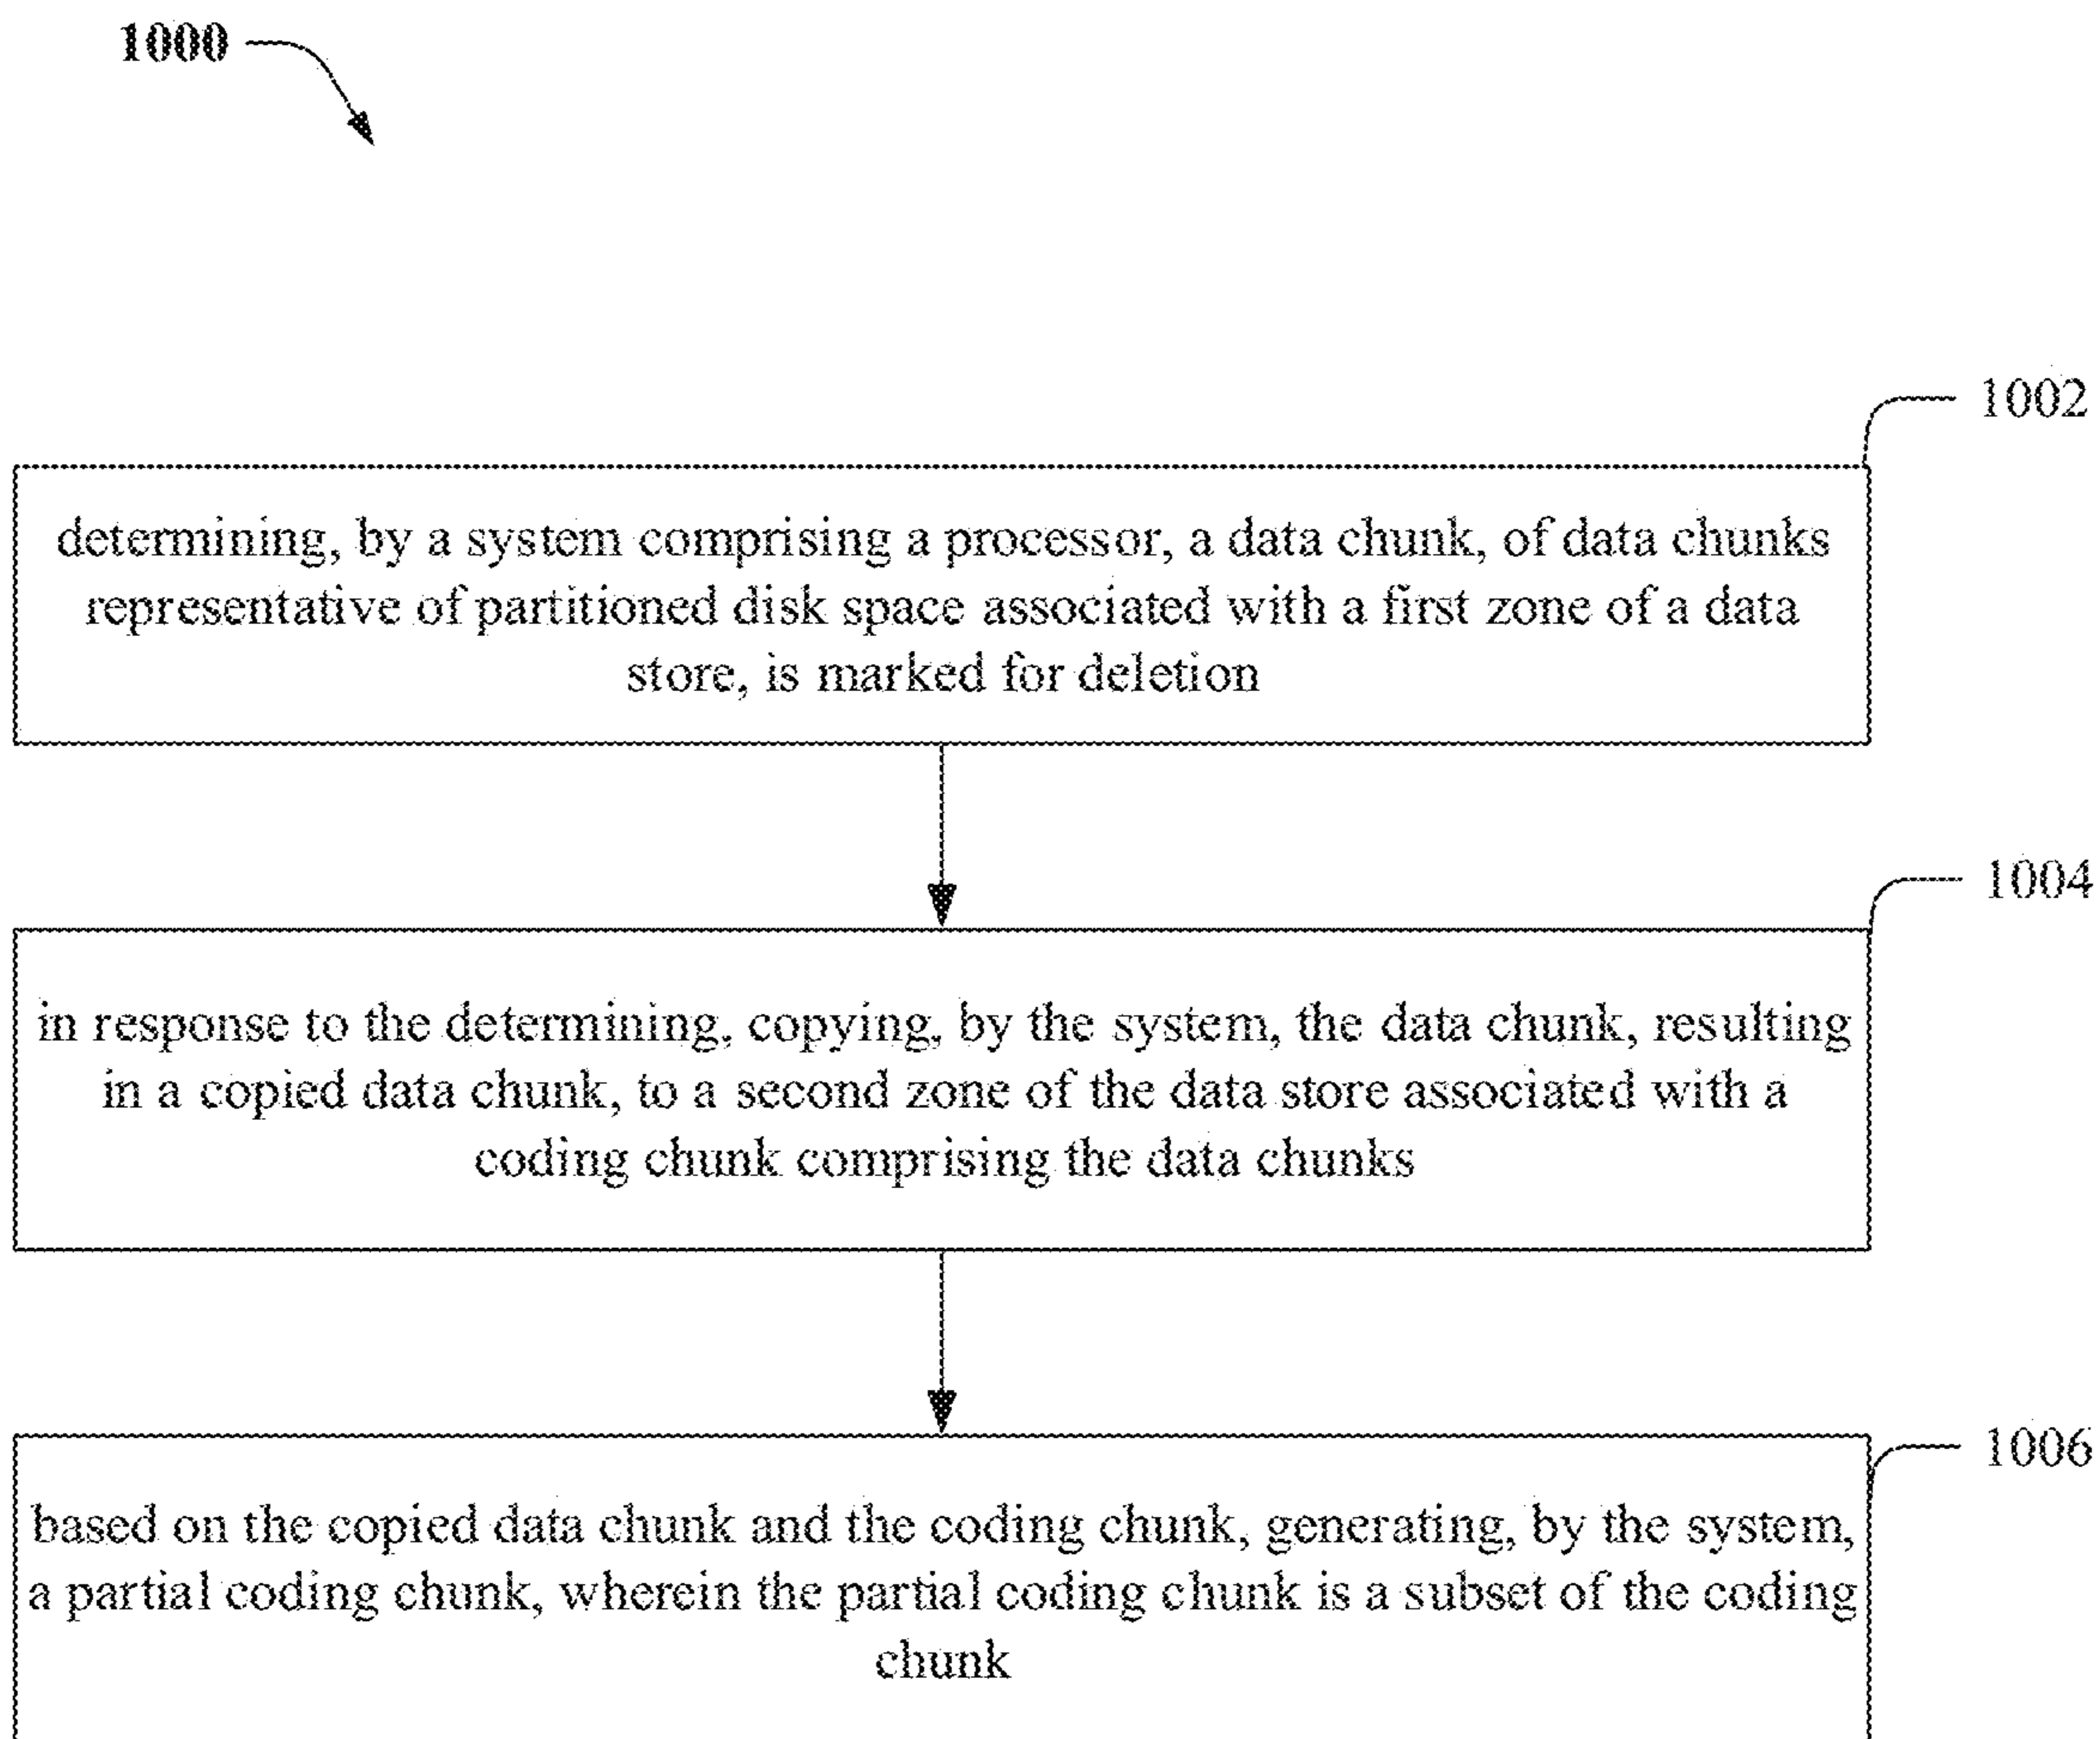 1000
1002
determining, by a system comprising a processor, a data chunk, of data chunks
representative of partitioned disk space associated with a first zone of a data
store, is marked for deletion
1004
in response to the determining, copying, by the system, the data chunk, resulting
in a copied data chunk, to a second zone of the data store associated with a
coding chunk comprising the data chunks
1006
based on the copied data chunk and the coding chunk, generating, by the system,
a partial coding chunk, wherein the partial coding chunk is a subset of the coding
chunk